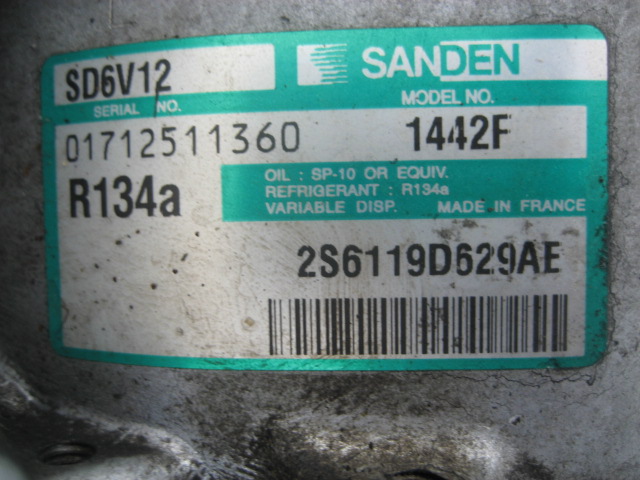 SD6V12
SANDEN
SERIAL NO.
MODEL NO.
01712511360
1442F
R134a
OIL : SP-10 OR EQUIV.
REFRIGERANT : R134a
VARIABLE DISP. MADE IN FRANCE
2S6119D629AE